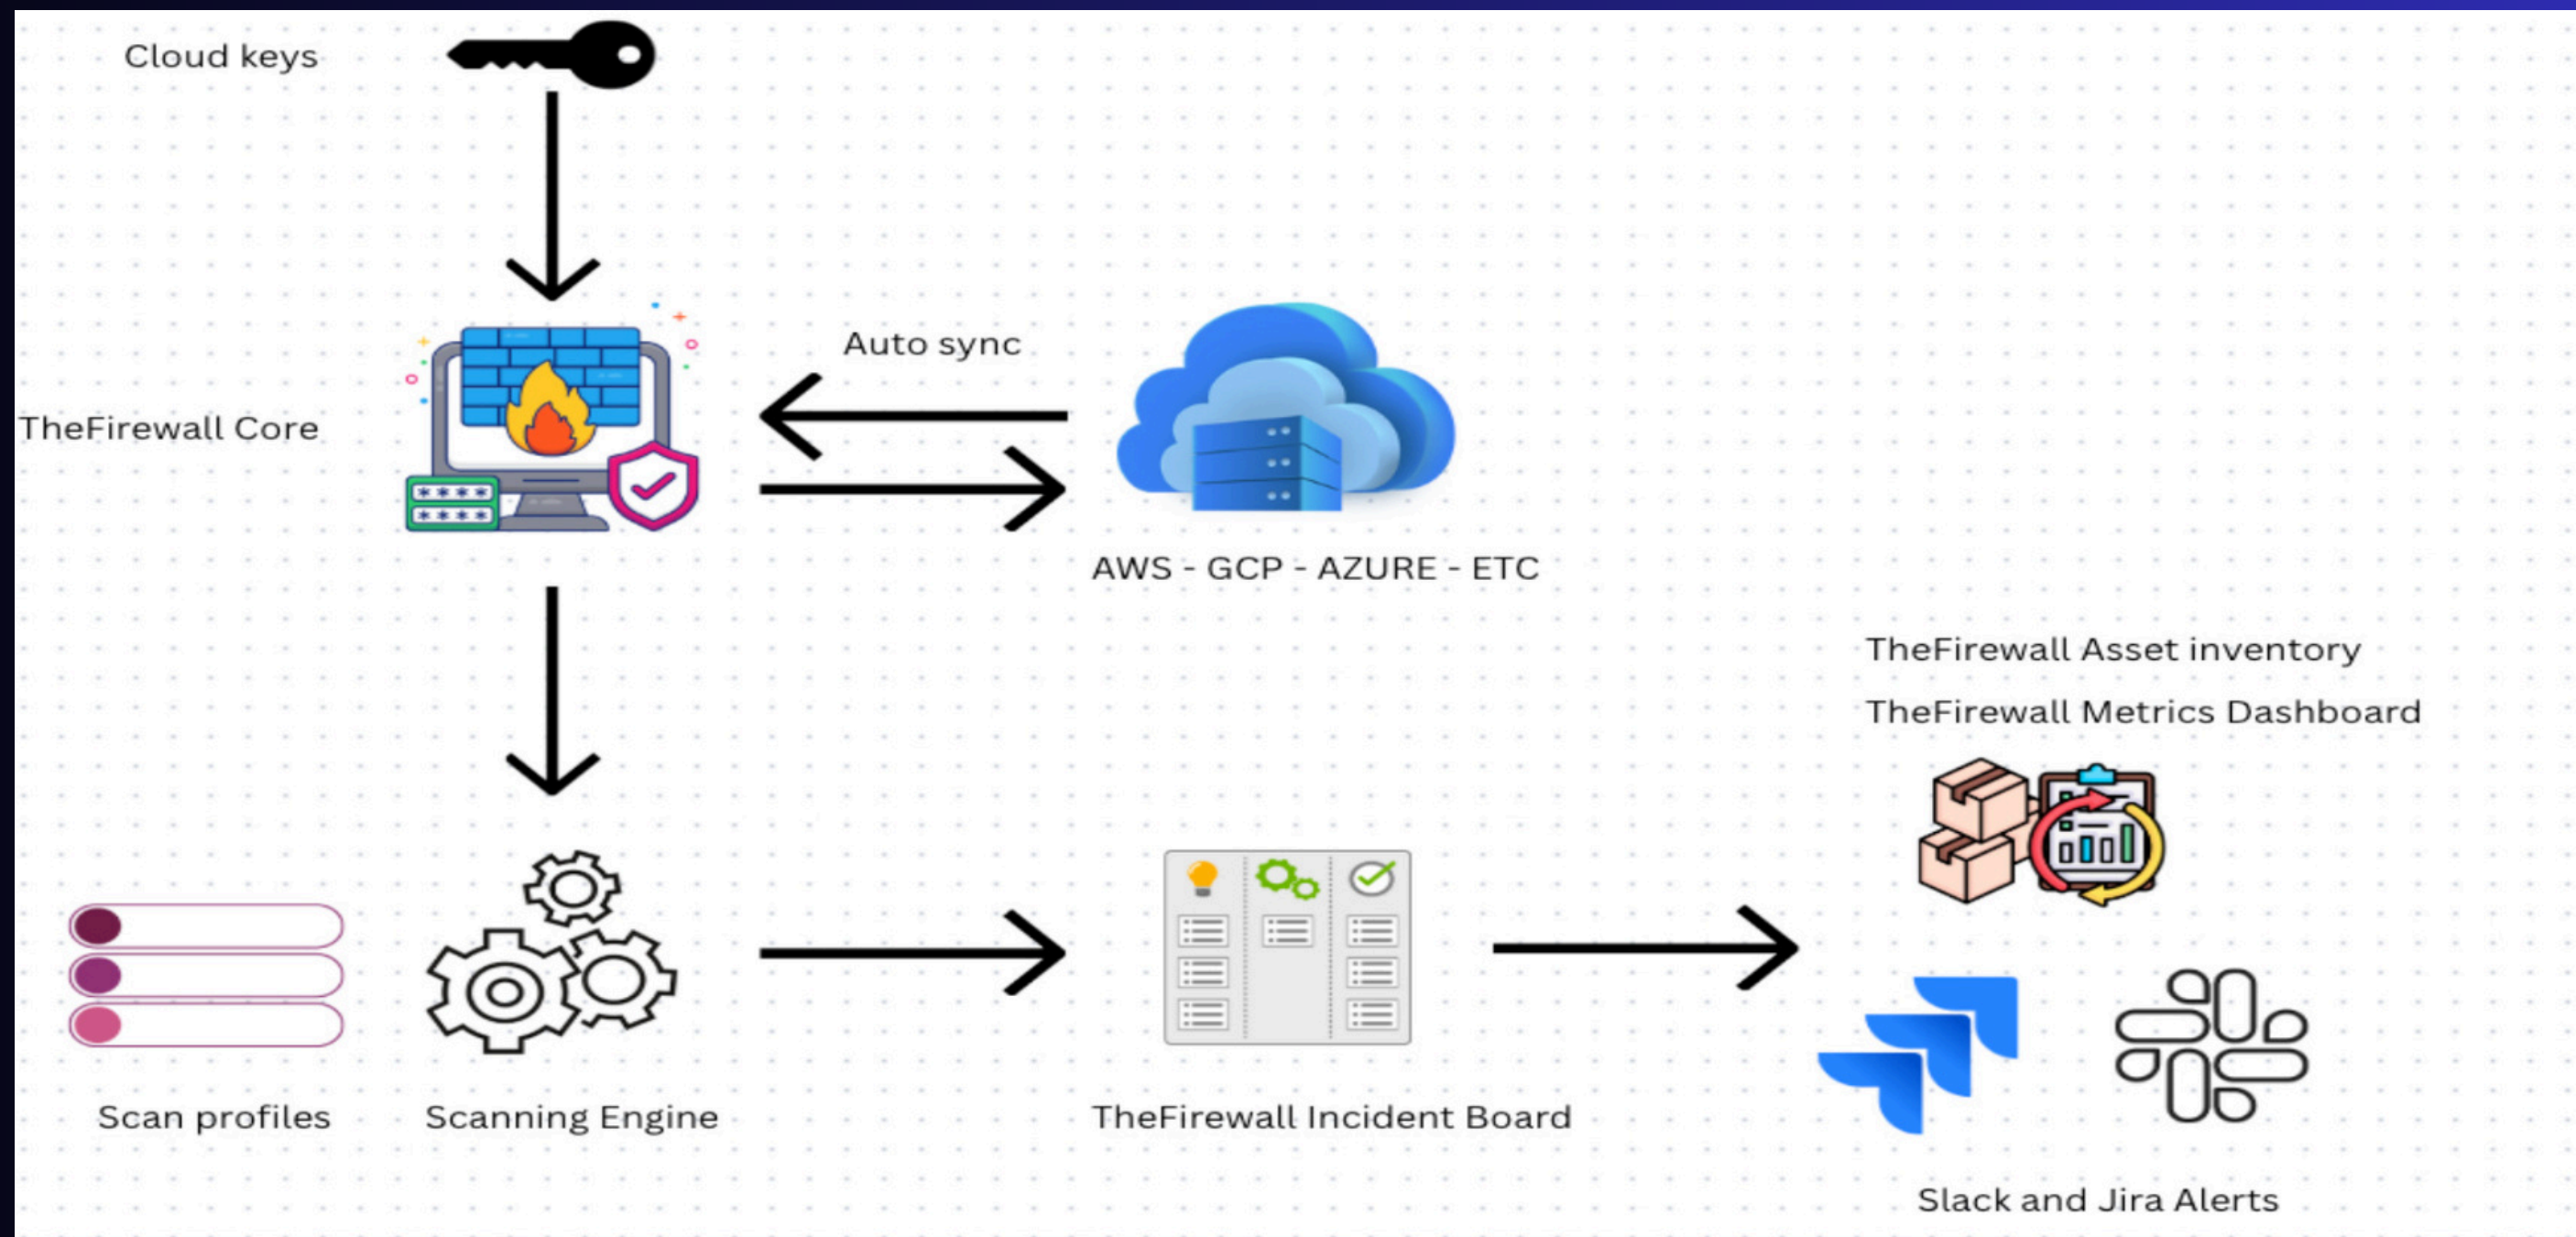 Cloud keys
TheFirewall Core
Auto sync
AWS - GCP - AZURE - ETC
TheFirewall Asset inventory
TheFirewall Metrics Dashboard
Scan profiles
Scanning Engine
TheFirewall Incident Board
Slack and Jira Alerts